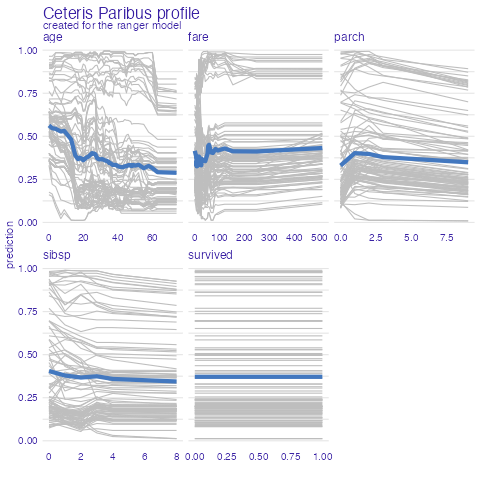 Ceteris Paribus profile
created for the ranger model
age fare parch
1.00
0.75
0.50
0.25
0.00
0 20 40 60 0 100 200 300 400 500 0.0 2.5 5.0 7.5
prediction
sibsp survived
1.00
0.75
0.50
0.25
0.00
0 2 4 6 8 0.00 0.25 0.50 0.75 1.00